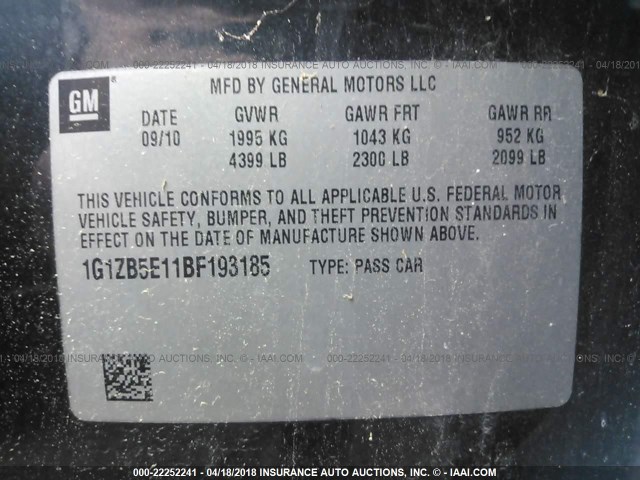 GM ®
MFD BY GENERAL MOTORS LLC
DATE GVWR GAWR FRT GAWR RR
09/10 1995 KG 1043 KG 952 KG
4399 LB 2300 LB 2099 LB
THIS VEHICLE CONFORMS TO ALL APPLICABLE U.S. FEDERAL MOTOR
VEHICLE SAFETY, BUMPER, AND THEFT PREVENTION STANDARDS IN
EFFECT ON THE DATE OF MANUFACTURE SHOWN ABOVE.
1G1ZB5E11BF193185 TYPE: PASS CAR
000-22252241 - 04/18/2018 INSURANCE AUTO AUCTIONS, INC. © - IAAI.COM